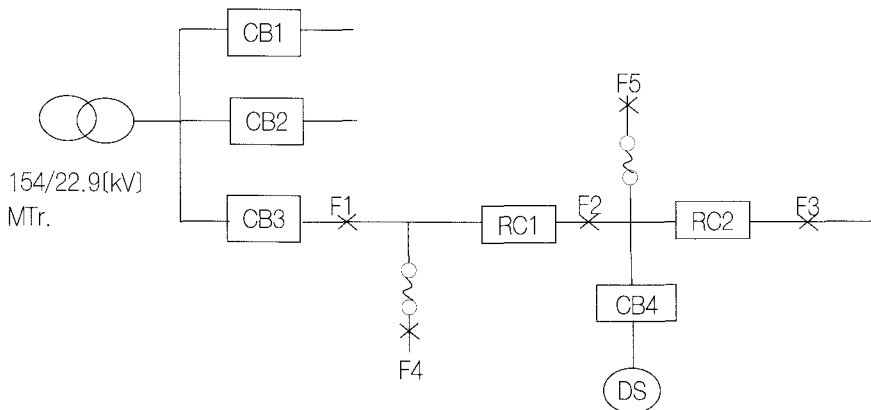 CB1
CB2
154/22.9(kV)
MTr.
CB3
F1
F4
RC1
F2
F5
RC2
F3
CB4
DS